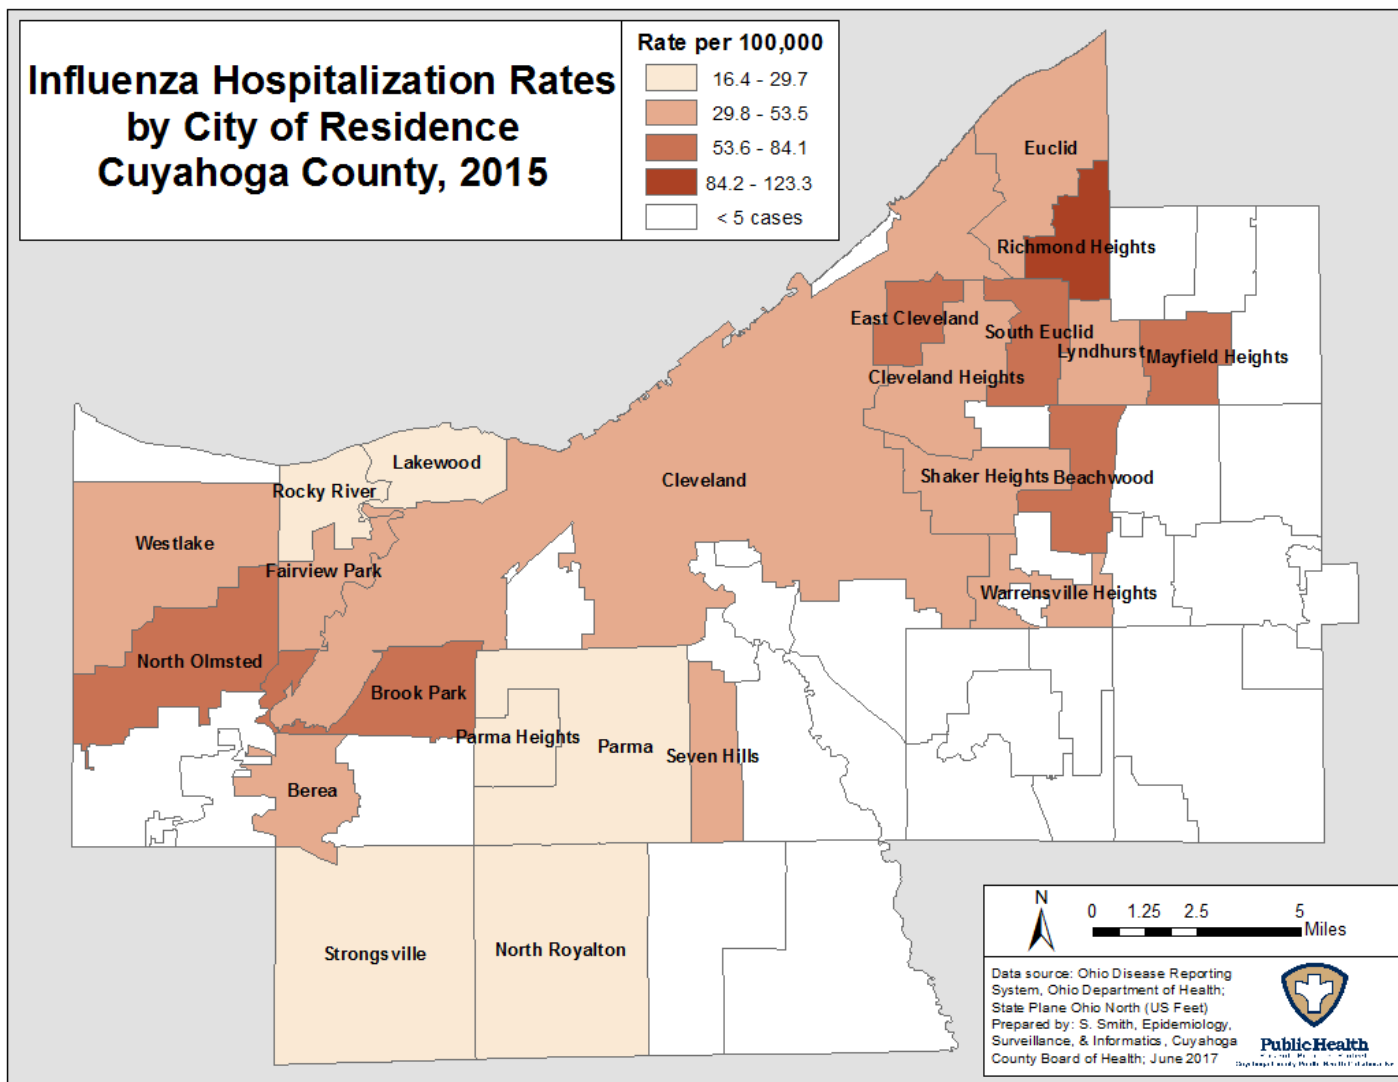 Influenza Hospitalization Rates
by City of Residence
Cuyahoga County, 2015
Rate per 100,000
16.4 - 29.7
29.8 - 53.5
53.6 - 84.1
84.2 - 123.3
< 5 cases
Euclid
Richmond Heights
East Cleveland
South Euclid
Lyndhurst
Mayfield Heights
Cleveland Heights
Lakewood
Rocky River
Cleveland
Shaker Heights
Beachwood
Westlake
Fairview Park
Warrensville Heights
North Olmsted
Brook Park
Parma Heights
Parma
Seven Hills
Berea
Strongsville
North Royalton
N
0 1.25 2.5 5
Miles
Data source: Ohio Disease Reporting
System, Ohio Department of Health;
State Plane Ohio North (US Feet)
Prepared by: S. Smith, Epidemiology,
Surveillance, & Informatics, Cuyahoga
County Board of Health; June 2017
Public Health